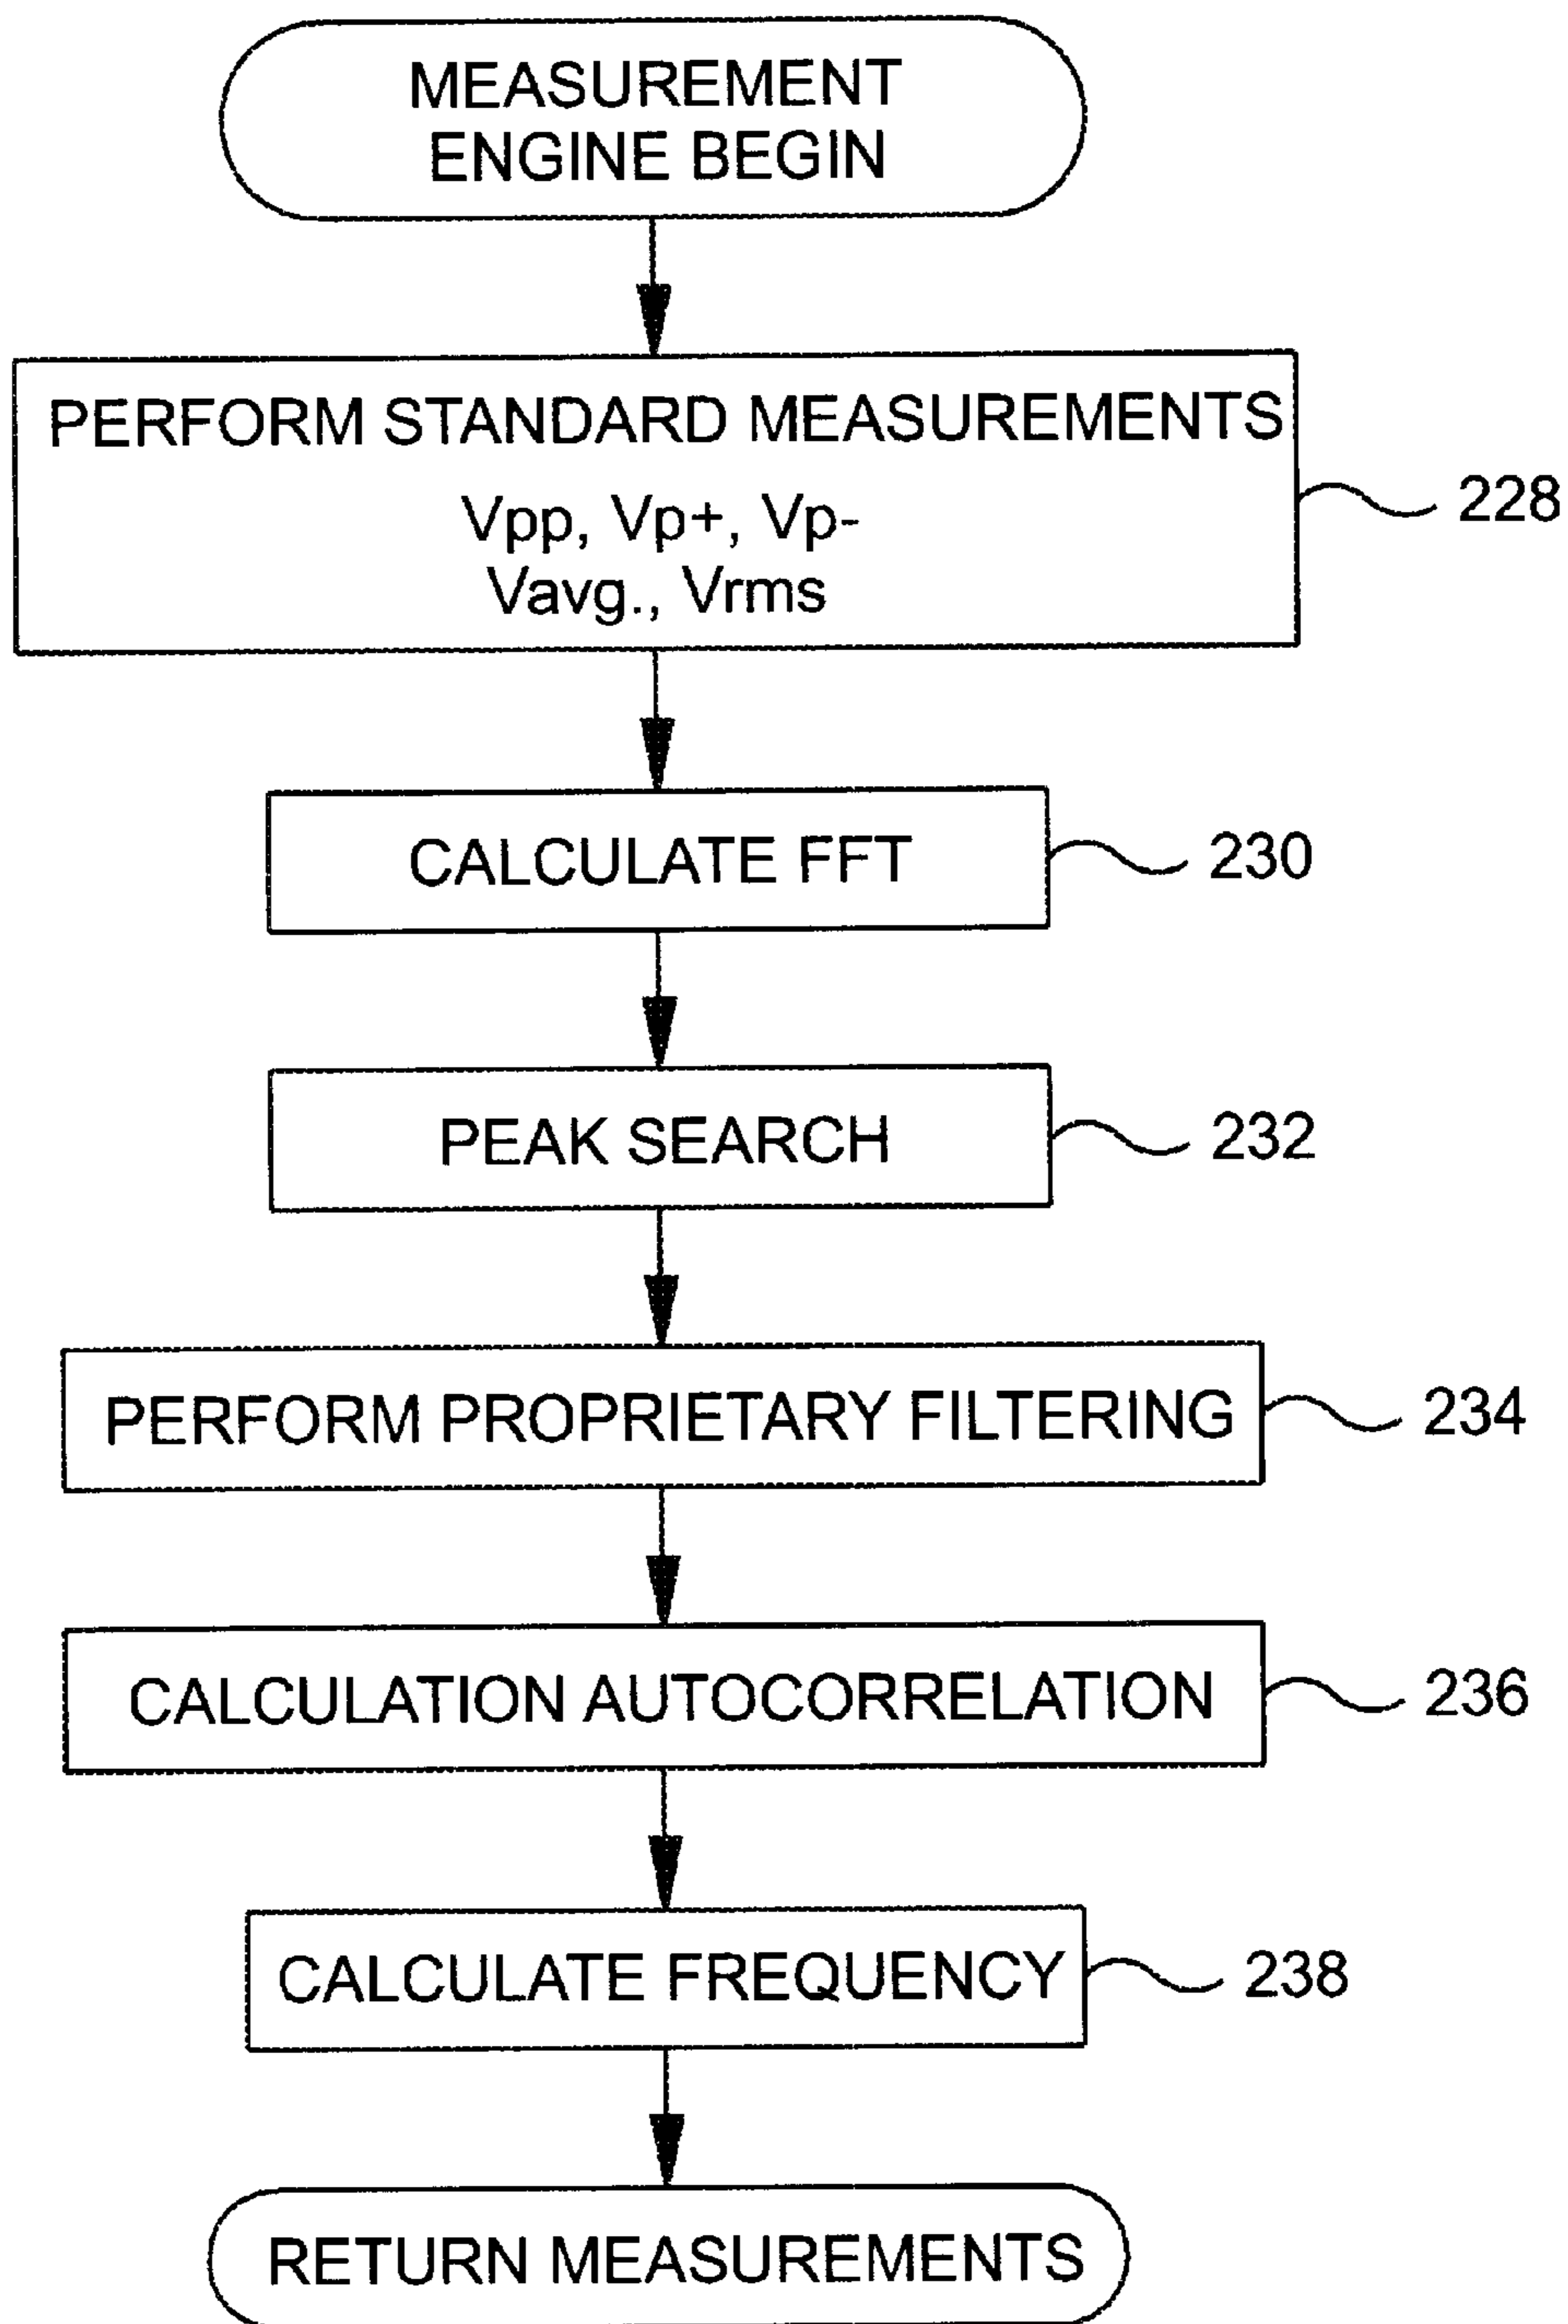 MEASUREMENT
ENGINE BEGIN
PERFORM STANDARD MEASUREMENTS
Vpp, Vp+, Vp-
Vavg., Vrms
228
CALCULATE FFT
230
PEAK SEARCH
232
PERFORM PROPRIETARY FILTERING
234
CALCULATION AUTOCORRELATION
236
CALCULATE FREQUENCY
238
RETURN MEASUREMENTS